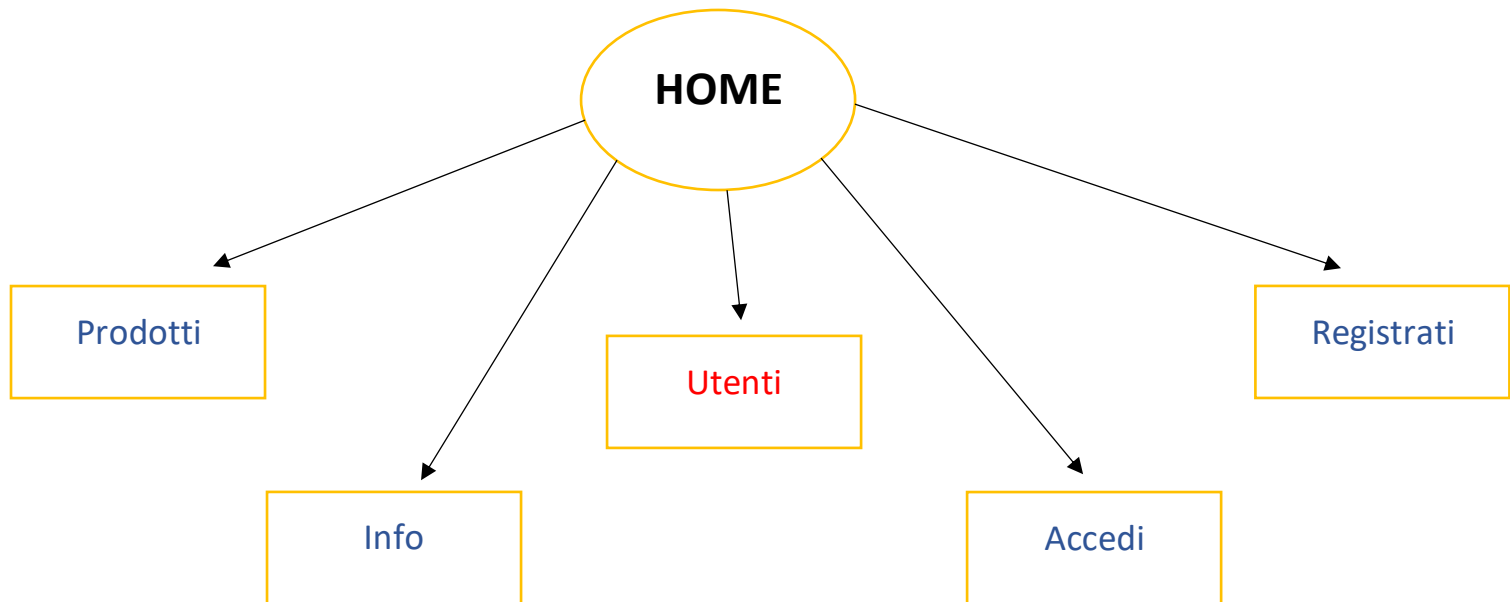 HOME
Prodotti
Registrati
Utenti
Info
Accedi